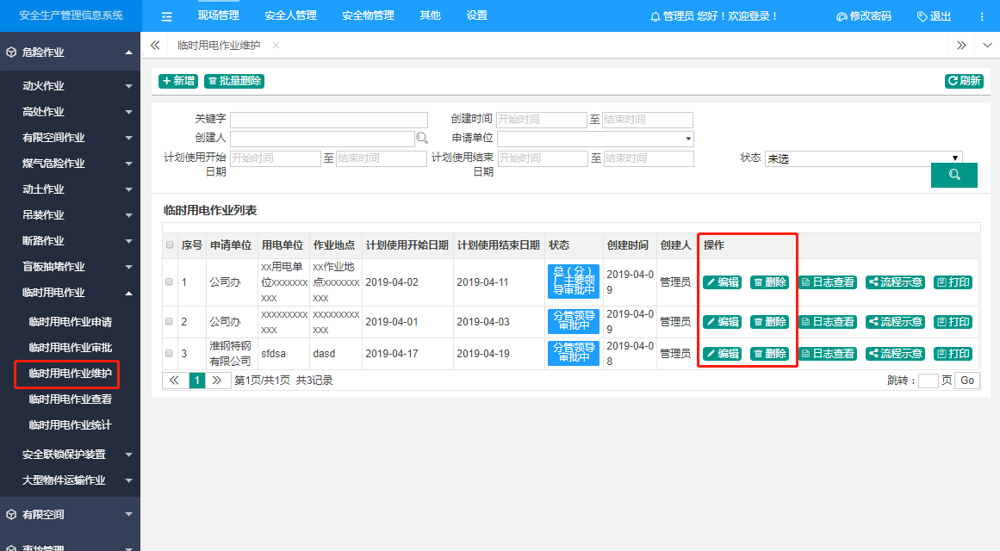 安全生产管理信息系统
现场管理 安全人管理 安全物管理 其他 设置 管理员 您好！欢迎登录！ 修改密码 退出
危险作业
动火作业
高处作业
有限空间作业
煤气危险作业
动土作业
吊装作业
断路作业
盲板抽堵作业
临时用电作业
临时用电作业申请
临时用电作业审批
临时用电作业维护
临时用电作业查看
临时用电作业统计
安全联锁保护装置
大型物件运输作业
有限空间
事故管理
临时用电作业维护 ×
新增 批量删除 刷新
关键字 创建时间 开始时间 至 结束时间
创建人 申请单位
计划使用开始 开始时间 至 结束时间 计划使用结束 开始时间 至 结束时间 状态 未选
日期 日期
临时用电作业列表
序号 申请单位 用电单位 作业地点 计划使用开始日期 计划使用结束日期 状态 创建时间 创建人 操作
1 公司办 xx用电单位xxxxxxxxxx xx作业地点xxxxxxxxxx 2019-04-02 2019-04-11 总（分）厂主要领导审批中 2019-04-09 管理员 编辑 删除 日志查看 流程示意 打印
2 公司办 xxxxxxxxxxxx xxxxxxxxxxxx 2019-04-01 2019-04-03 分管领导审批中 2019-04-09 管理员 编辑 删除 日志查看 流程示意 打印
3 淮钢特钢有限公司 sfdsa dasd 2019-04-17 2019-04-19 分管领导审批中 2019-04-08 管理员 编辑 删除 日志查看 流程示意 打印
1 第1页/共1页 共3记录 跳转： 页 Go